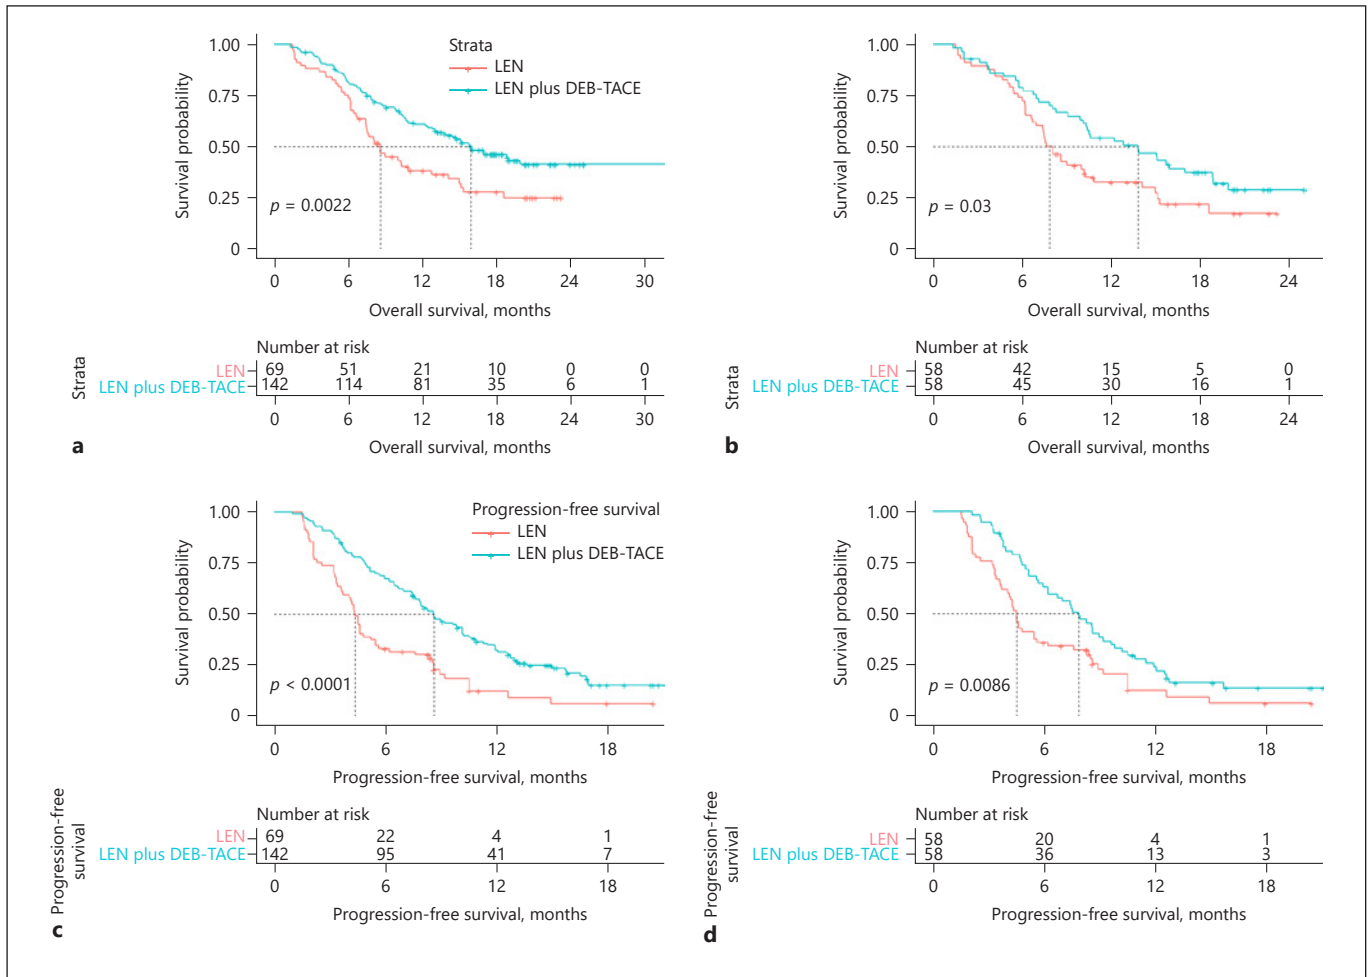 1.00
0.75
0.50
0.25
0
Survival probability
Strata
LEN
LEN plus DEB-TACE
p = 0.0022
0 6 12 18 24 30
Overall survival, months
Number at risk
Strata
LEN 69 51 21 10 0 0
LEN plus DEB-TACE 142 114 81 35 6 1
0 6 12 18 24 30
Overall survival, months
a
1.00
0.75
0.50
0.25
0
Survival probability
p = 0.03
0 6 12 18 24
Overall survival, months
Number at risk
Strata
LEN 58 42 15 5 0
LEN plus DEB-TACE 58 45 30 16 1
0 6 12 18 24
Overall survival, months
b
1.00
0.75
0.50
0.25
0
Survival probability
Progression-free survival
LEN
LEN plus DEB-TACE
p < 0.0001
0 6 12 18
Progression-free survival, months
Number at risk
Progression-free
survival
LEN 69 22 4 1
LEN plus DEB-TACE 142 95 41 7
0 6 12 18
Progression-free survival, months
c
1.00
0.75
0.50
0.25
0
Survival probability
p = 0.0086
0 6 12 18
Progression-free survival, months
Number at risk
Progression-free
survival
LEN 58 20 4 1
LEN plus DEB-TACE 58 36 13 3
0 6 12 18
Progression-free survival, months
d